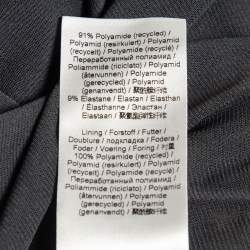 91% Polyamide (recycled) /
Polyamid (resirkulert) / Polyamid
(recycelt) / Polyamide (recyclé) /
Переработанный полиамид /
Poliammide (riciclato) / Polyamid
(återvunnen) / Polyamide
(gerecycled) / Polyamid
(genanvendt) /
9% Elastane / Elastan / Elasthan
/ Élasthanne / Эластан /
Elastaan /
Lining / Forstoff / Futter /
Doublure / подкладка / Fodera /
Foder / Voering / Foring /
100% Polyamide (recycled) /
Polyamid (resirkulert) / Polyamid
(recycelt) / Polyamide (recyclé) /
Переработанный полиамид /
Poliammide (riciclato) / Polyamid
(återvunnen) / Polyamide
(gerecycled) / Polyamid
(genanvendt) /